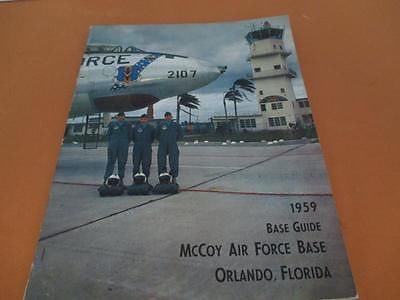 FORCE
2107
1959
BASE GUIDE
MCCOY AIR FORCE BASE
ORLANDO, FLORIDA